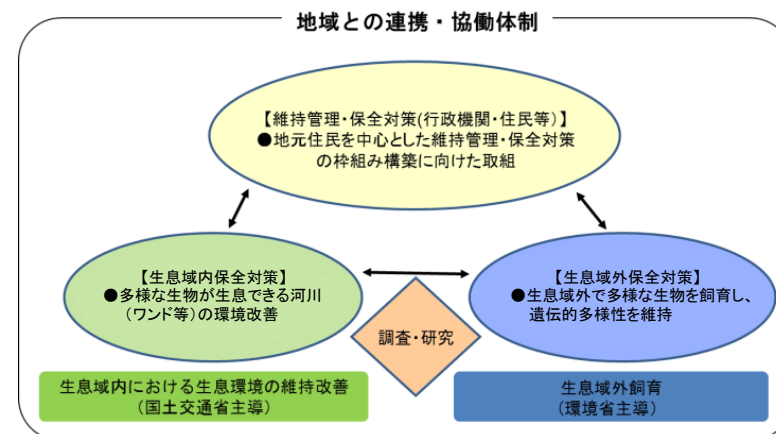 地域との連携・協働体制
【維持管理・保全対策(行政機関・住民等)】
●地元住民を中心とした維持管理・保全対策
の枠組み構築に向けた取組
【生息域内保全対策】
●多様な生物が生息できる河川
(ワンド等)の環境改善
【生息域外保全対策】
●生息域外で多様な生物を飼育し、
遺伝的多様性を維持
調査・研究
生息域内における生息環境の維持改善
(国土交通省主導)
生息域外飼育
(環境省主導)